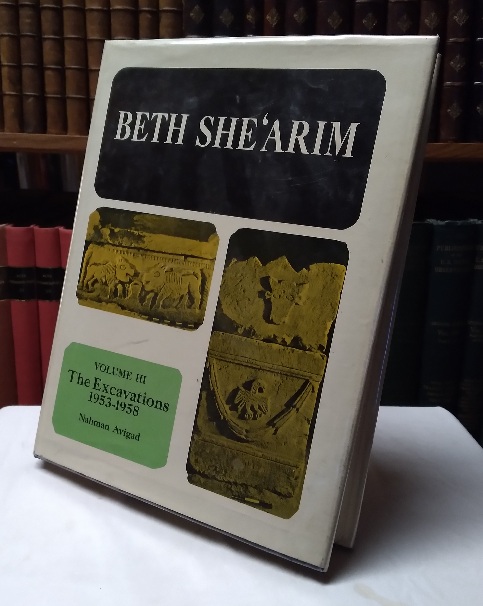 BETH SHE‘ARIM
VOLUME III
The Excavations
1953-1958
Nahman Avigad